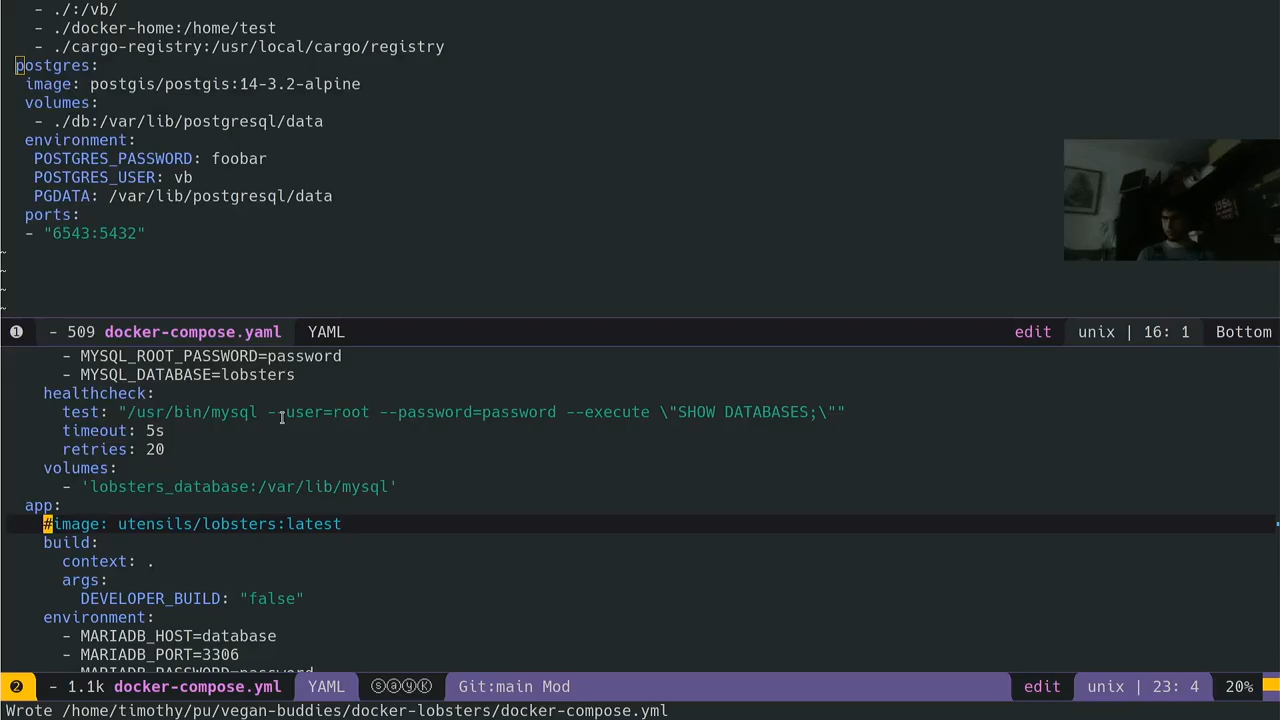 - ./:/vb/
- ./docker-home:/home/test
- ./cargo-registry:/usr/local/cargo/registry
postgres:
image: postgis/postgis:14-3.2-alpine
volumes:
- ./db:/var/lib/postgresql/data
environment:
POSTGRES_PASSWORD: foobar
POSTGRES_USER: vb
PGDATA: /var/lib/postgresql/data
ports:
- "6543:5432"
~
~
~
~
❶ - 509 docker-compose.yaml YAML edit unix | 16: 1 Bottom
- MYSQL_ROOT_PASSWORD=password
- MYSQL_DATABASE=lobsters
healthcheck:
test: "/usr/bin/mysql --user=root --password=password --execute \"SHOW DATABASES;\""
timeout: 5s
retries: 20
volumes:
- 'lobsters_database:/var/lib/mysql'
app:
#image: utensils/lobsters:latest
build:
context: .
args:
DEVELOPER_BUILD: "false"
environment:
- MARIADB_HOST=database
- MARIADB_PORT=3306
- MARIADB_PASSWORD=password
❷ - 1.1k docker-compose.yml YAML ⓢⓐⓨⓀ Git:main Mod edit unix | 23: 4 20%
Wrote /home/timothy/pu/vegan-buddies/docker-lobsters/docker-compose.yml